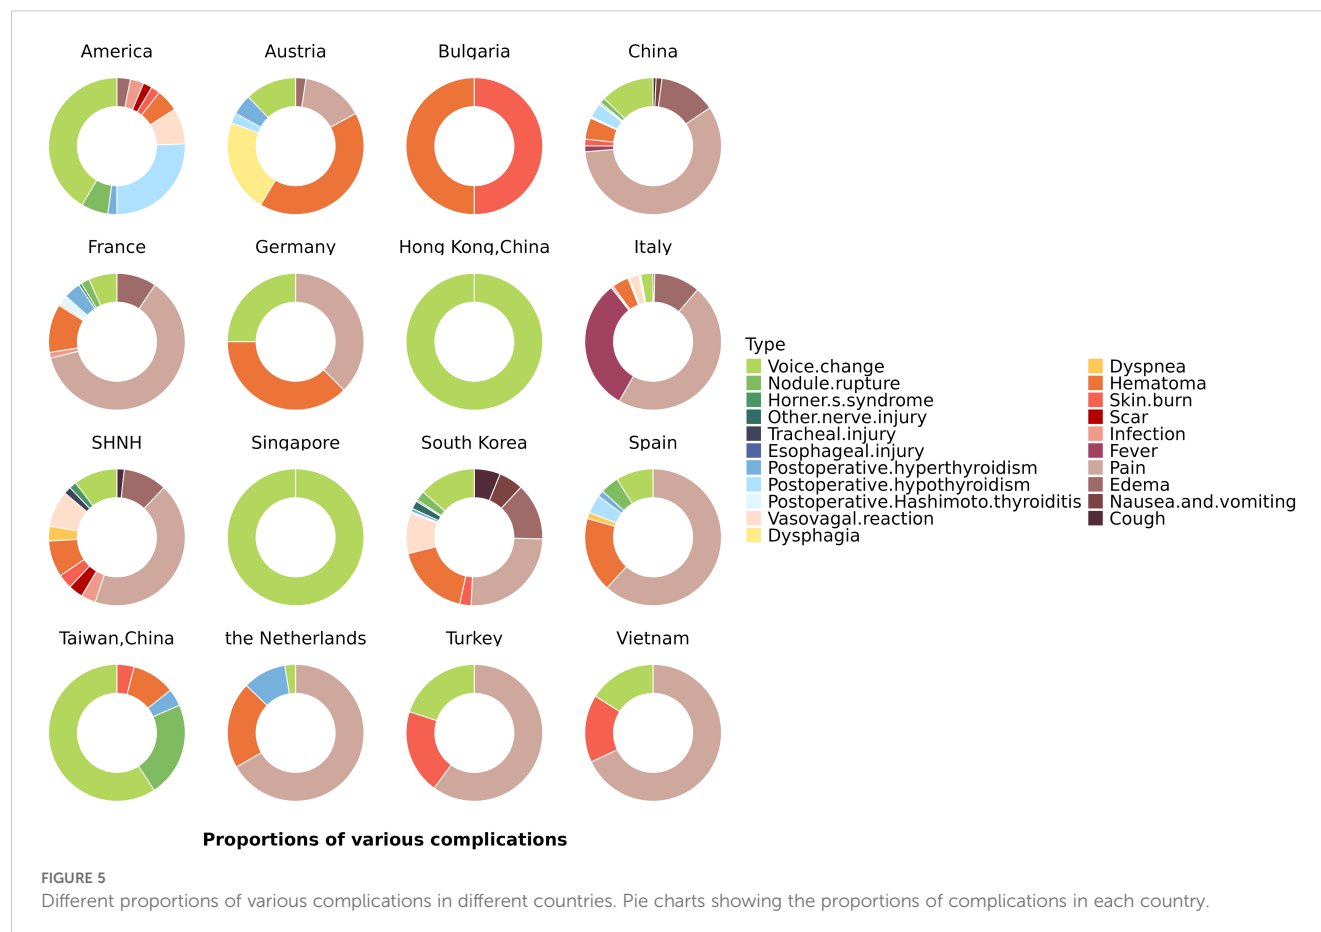 America
Austria
Bulgaria
China
France
Germany
Hong Kong,China
Italy
SHNH
Singapore
South Korea
Spain
Taiwan,China
the Netherlands
Turkey
Vietnam
Type
Voice.change
Nodule.rupture
Horner.s.syndrome
Other.nerve.injury
Tracheal.injury
Esophageal.injury
Postoperative.hyperthyroidism
Postoperative.hypothyroidism
Postoperative.Hashimoto.thyroiditis
Vasovagal.reaction
Dysphagia
Dyspnea
Hematoma
Skin.burn
Scar
Infection
Fever
Pain
Edema
Nausea.and.vomiting
Cough
Proportions of various complications
FIGURE 5
Different proportions of various complications in different countries. Pie charts showing the proportions of complications in each country.